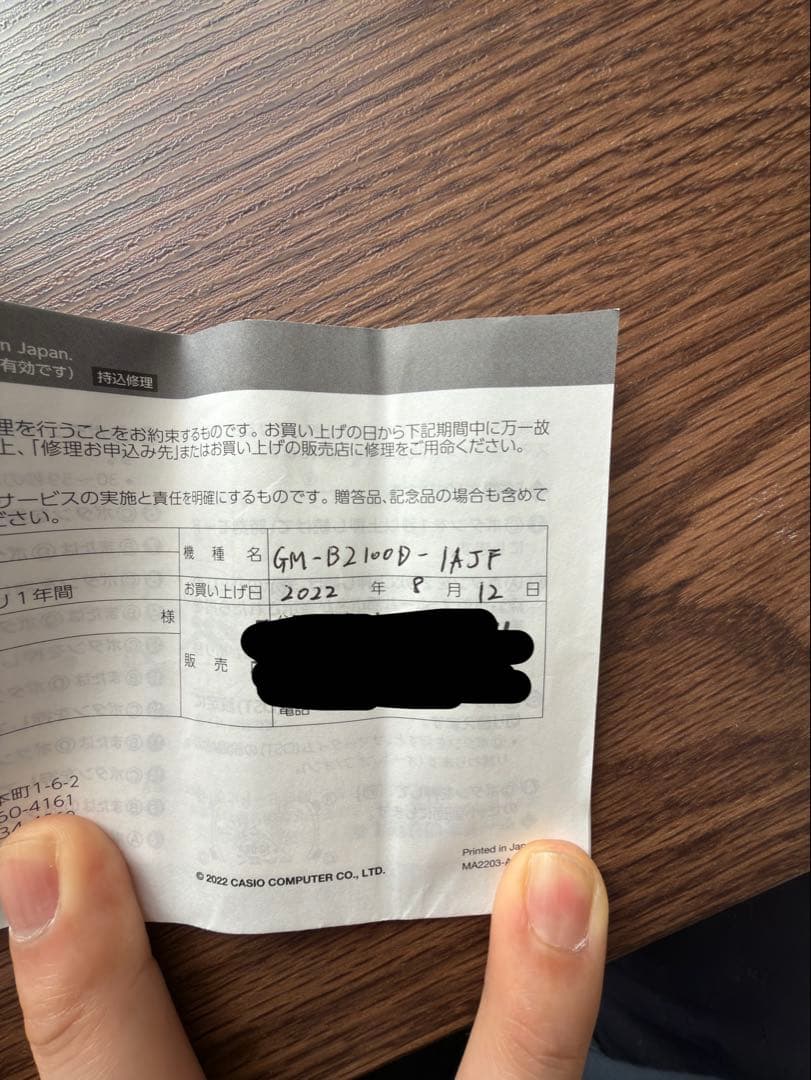 n Japan.
有効です) 持込修理
理を行うことをお約束するものです。お買い上げの日から下記期間中に万一故
上、「修理お申込み先」またはお買い上げの販売店に修理をご用命ください。
サービスの実施と責任を明確にするものです。贈答品、記念品の場合も含めて
ださい。
機種名 GM-B2100D-1AJF
り1年間 お買い上げ日 2022 年 8 月 12 日
様
販売
電話
本町1-6-2
60-4161
© 2022 CASIO COMPUTER CO., LTD.
Printed in Jap
MA2203-A